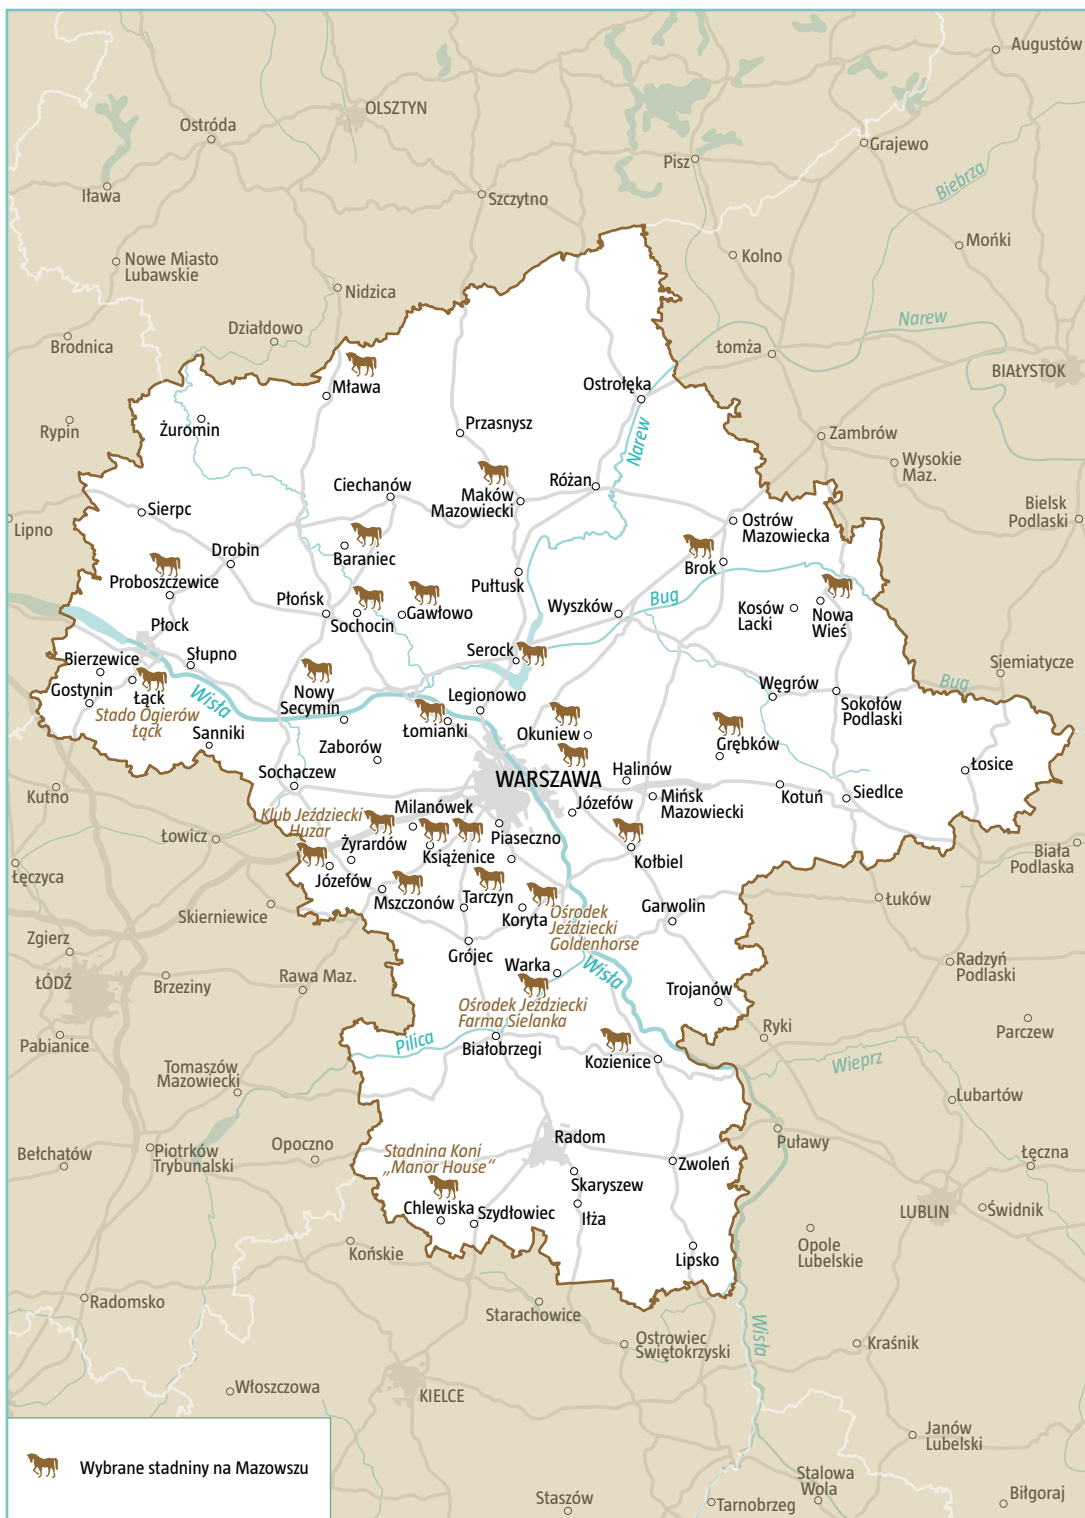 Augustów
OLSZTYN
Ostróda
Grajewo
Pisz
Biebrza
Iława
Szczytno
Mońki
Kolno
Nowe Miasto
Lubawskie
Nidzica
Narew
Działdowo
Brodnica
Łomża
BIAŁYSTOK
Mława
Ostrołęka
Rypin
Żuromin
Przasnysz
Narew
Zambrów
Wysokie
Maz.
Ciechanów
Maków
Mazowiecki
Różan
Bielsk
Podlaski
Sierpc
Lipno
Ostrów
Mazowiecka
Drobin
Baraniec
Proboszczewice
Brok
Pułtusk
Płońsk
Sochocin
Gawłowo
Wyszków
Bug
Kosów
Lacki
Nowa
Wieś
Płock
Serock
Bierzewice
Słupno
Siemiatycze
Gostynin
Łąck
Wisła
Nowy
Secymin
Legionowo
Węgrów
Bug
Sokołów
Podlaski
Stado Ogierów
Łąck
Łomianki
Okuniew
Grębków
Sanniki
Zaborów
Sochaczew
WARSZAWA
Halinów
Łosice
Kutno
Józefów
Mińsk
Mazowiecki
Kotuń
Siedlce
Klub Jeździecki
Huzar
Milanówek
Łowicz
Żyrardów
Książenice
Piaseczno
Kołbiel
Biała
Podlaska
Łęczyca
Józefów
Mszczonów
Tarczyn
Koryta
Garwolin
Łuków
Skierniewice
Ośrodek
Jeździecki
Goldenhorse
Zgierz
Grójec
Radzyń
Podlaski
ŁÓDŹ
Brzeziny
Rawa Maz.
Warka
Wisła
Trojanów
Ośrodek Jeździecki
Farma Sielanka
Ryki
Parczew
Pabianice
Pilica
Białobrzegi
Kozienice
Wieprz
Tomaszów
Mazowiecki
Lubartów
Bełchatów
Piotrków
Trybunalski
Opoczno
Radom
Puławy
Stadnina Koni
„Manor House“
Zwoleń
Łęczna
Skaryszew
Chlewiska
Szydłowiec
Iłża
LUBLIN
Świdnik
Końskie
Lipsko
Opole
Lubelskie
Radomsko
Starachowice
Wisła
Ostrowiec
Świętokrzyski
Kraśnik
Włoszczowa
KIELCE
Janów
Lubelski
Wybrane stadniny na Mazowszu
Stalowa
Wola
Staszów
Tarnobrzeg
Biłgoraj